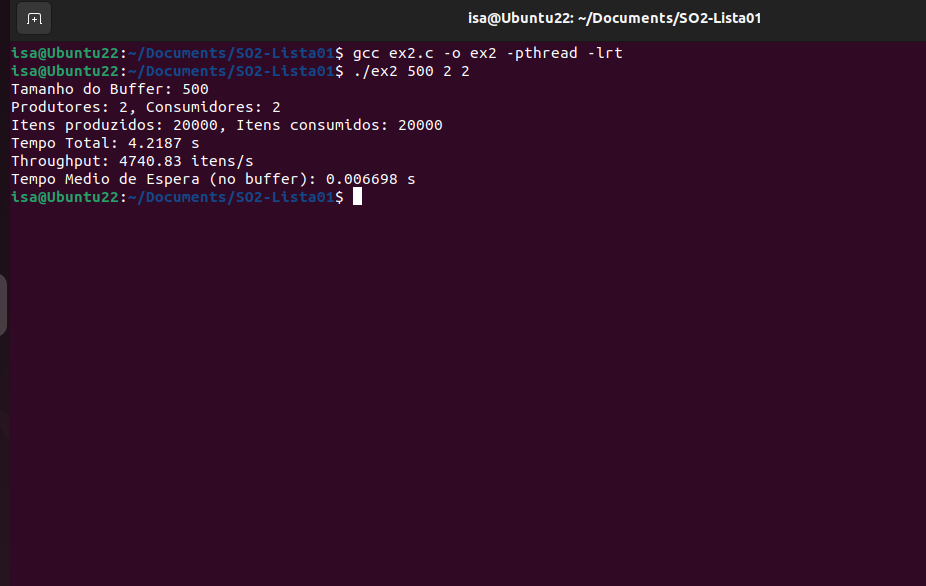 isa@Ubuntu22: ~/Documents/SO2-Lista01
isa@Ubuntu22:~/Documents/SO2-Lista01$ gcc ex2.c -o ex2 -pthread -lrt
isa@Ubuntu22:~/Documents/SO2-Lista01$ ./ex2 500 2 2
Tamanho do Buffer: 500
Produtores: 2, Consumidores: 2
Itens produzidos: 20000, Itens consumidos: 20000
Tempo Total: 4.2187 s
Throughput: 4740.83 itens/s
Tempo Medio de Espera (no buffer): 0.006698 s
isa@Ubuntu22:~/Documents/SO2-Lista01$